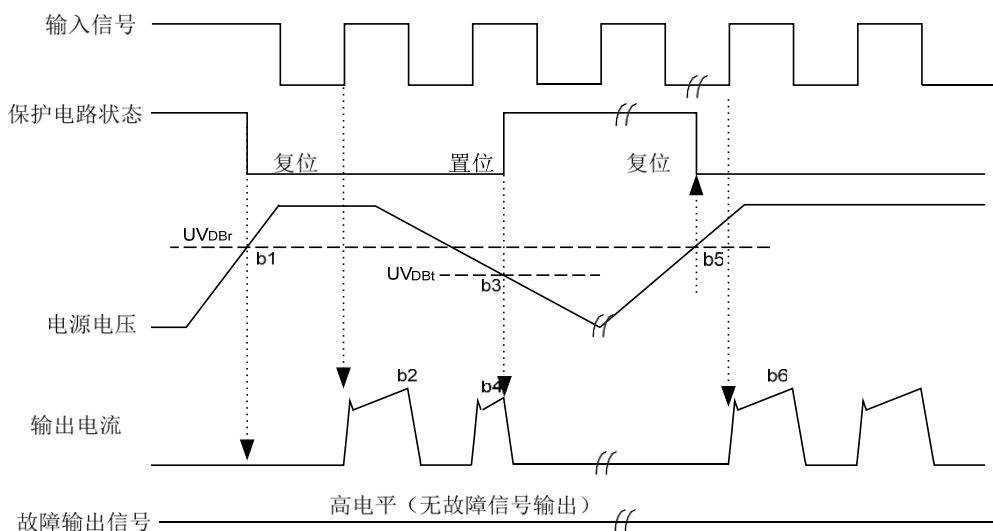 输入信号
保护电路状态
复位
置位
复位
UVDBr
b1
b5
UVDBt
b3
电源电压
b2
b4
b6
输出电流
高电平（无故障信号输出）
故障输出信号